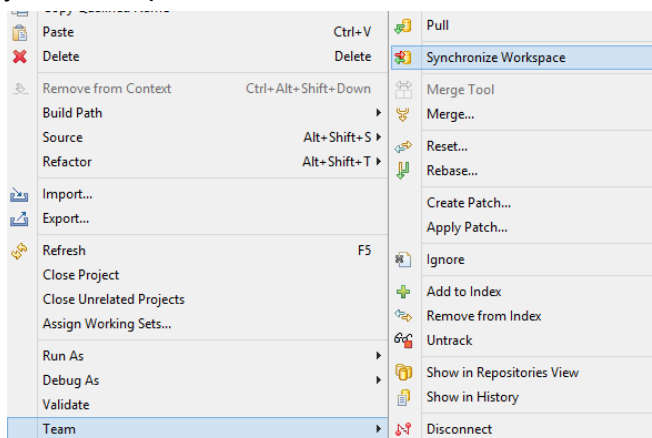 Copy Qualified Name
Paste Ctrl+V
Delete Delete
Remove from Context Ctrl+Alt+Shift+Down
Build Path
Source Alt+Shift+S
Refactor Alt+Shift+T
Import...
Export...
Refresh F5
Close Project
Close Unrelated Projects
Assign Working Sets...
Run As
Debug As
Validate
Team
Pull
Synchronize Workspace
Merge Tool
Merge...
Reset...
Rebase...
Create Patch...
Apply Patch...
Ignore
Add to Index
Remove from Index
Untrack
Show in Repositories View
Show in History
Disconnect